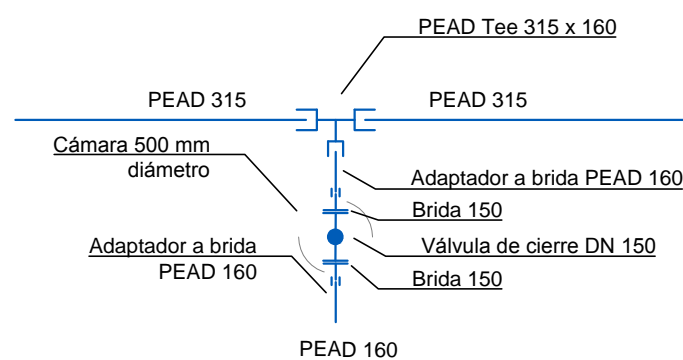 PEAD Tee 315 x 160
PEAD 315
PEAD 315
Cámara 500 mm
diámetro
Adaptador a brida PEAD 160
Brida 150
Válvula de cierre DN 150
Adaptador a brida
PEAD 160
Brida 150
PEAD 160